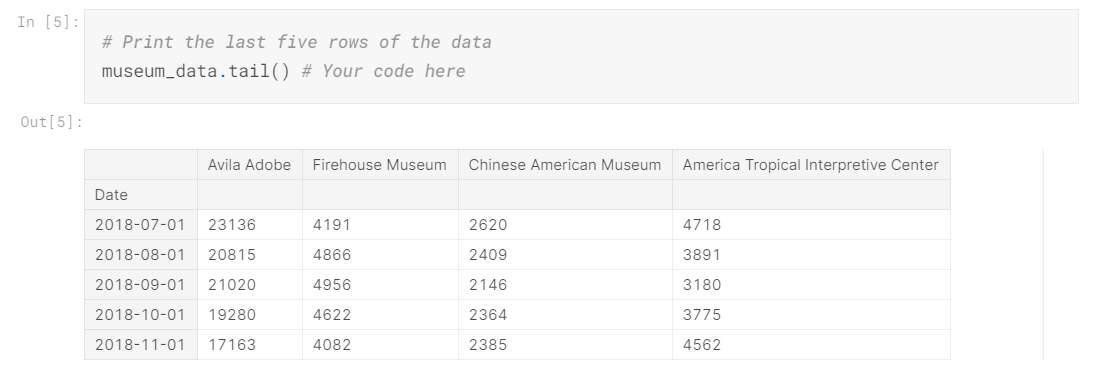 In [5]:
# Print the last five rows of the data
museum_data.tail() # Your code here
Out[5]:
Avila Adobe Firehouse Museum Chinese American Museum America Tropical Interpretive Center
Date
2018-07-01 23136 4191 2620 4718
2018-08-01 20815 4866 2409 3891
2018-09-01 21020 4956 2146 3180
2018-10-01 19280 4622 2364 3775
2018-11-01 17163 4082 2385 4562